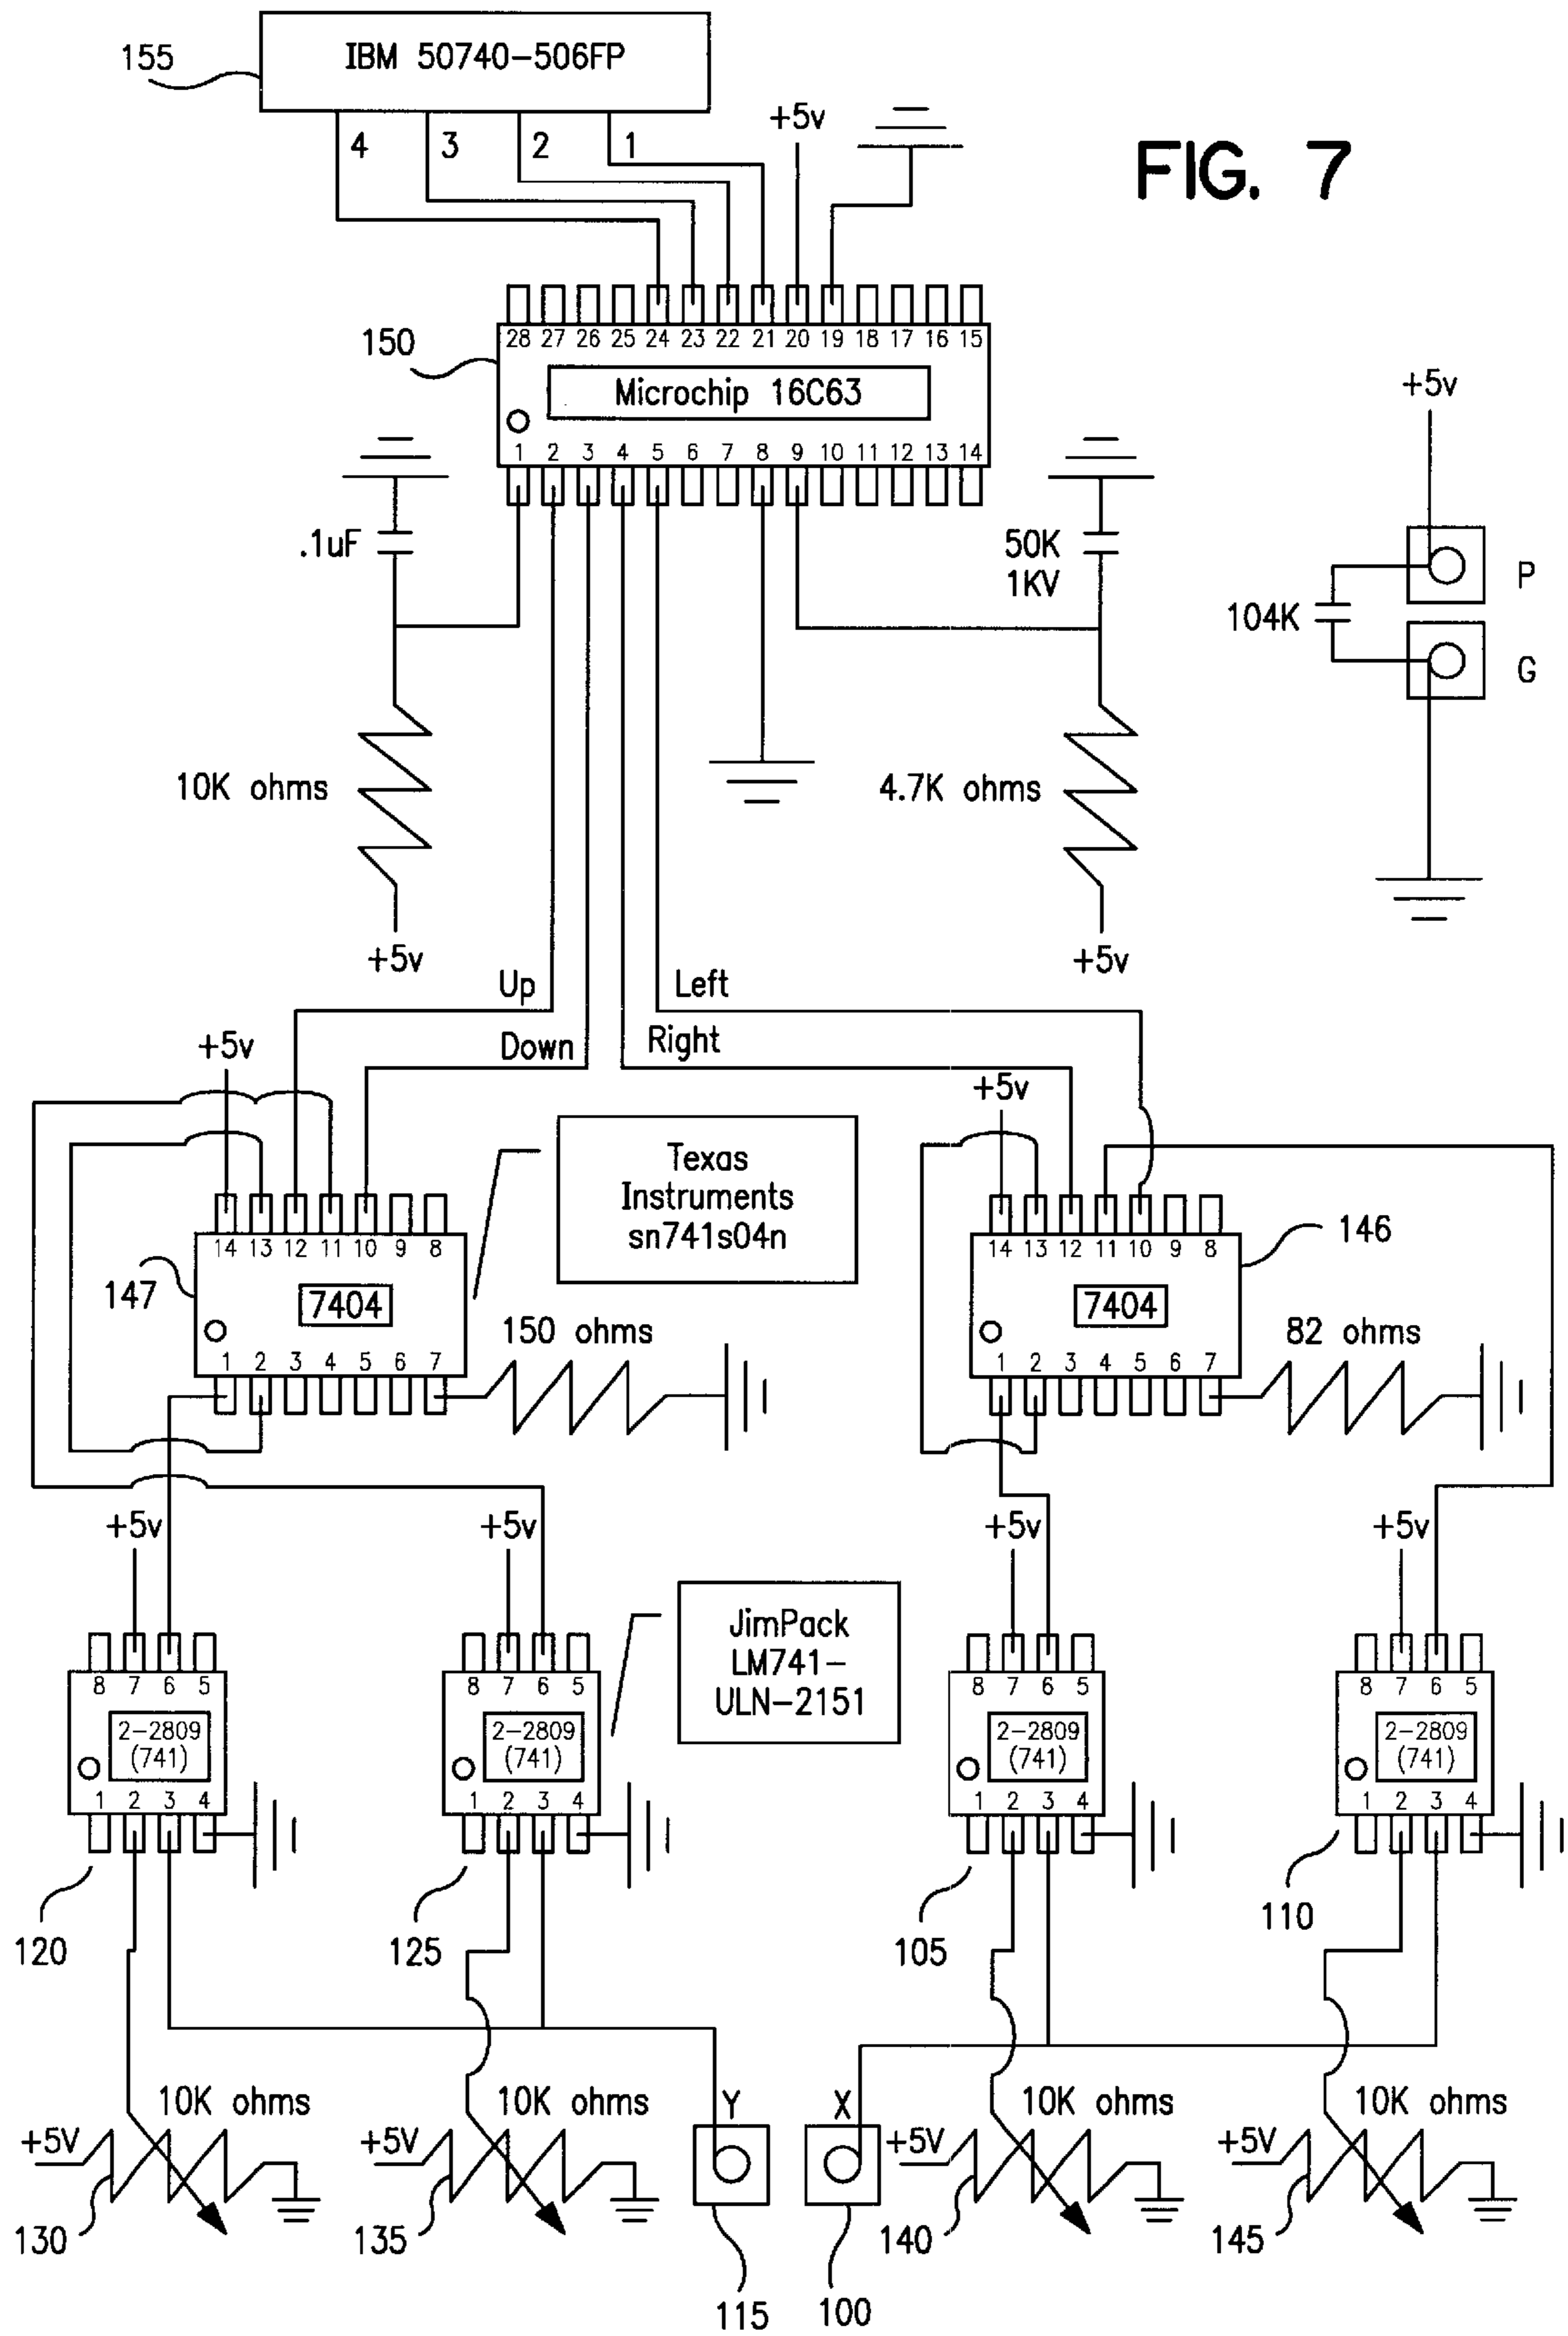 FIG. 7
155
IBM 50740-506FP
4 3 2 1
+5v
150
28 27 26 25 24 23 22 21 20 19 18 17 16 15
Microchip 16C63
1 2 3 4 5 6 7 8 9 10 11 12 13 14
+5v
.1uF
50K
1KV
P
104K
G
10K ohms
4.7K ohms
+5v
+5v
Up
Left
Down
Right
+5v
+5v
Texas
Instruments
sn741s04n
14 13 12 11 10 9 8
147
7404
1 2 3 4 5 6 7
150 ohms
14 13 12 11 10 9 8
146
7404
1 2 3 4 5 6 7
82 ohms
+5v
+5v
+5v
+5v
JimPack
LM741-
ULN-2151
8 7 6 5
2-2809
(741)
1 2 3 4
8 7 6 5
2-2809
(741)
1 2 3 4
8 7 6 5
2-2809
(741)
1 2 3 4
8 7 6 5
2-2809
(741)
1 2 3 4
120
125
105
110
10K ohms
10K ohms
Y
X
10K ohms
10K ohms
+5V
+5V
+5V
+5V
130
135
140
145
115
100